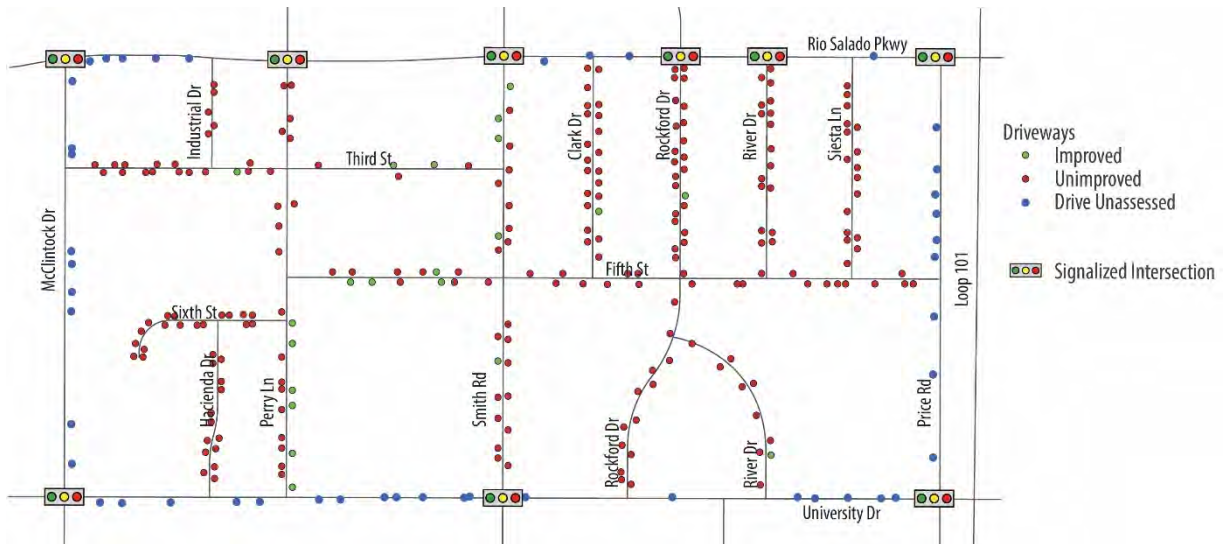 Rio Salado Pkwy
Industrial Dr
Clark Dr
Rockford Dr
River Dr
Siesta Ln
Third St
McClintock Dr
Fifth St
Loop 101
Sixth St
Hacienda Dr
Perry Ln
Smith Rd
Rockford Dr
River Dr
Price Rd
University Dr
Driveways
Improved
Unimproved
Drive Unassessed
Signalized Intersection